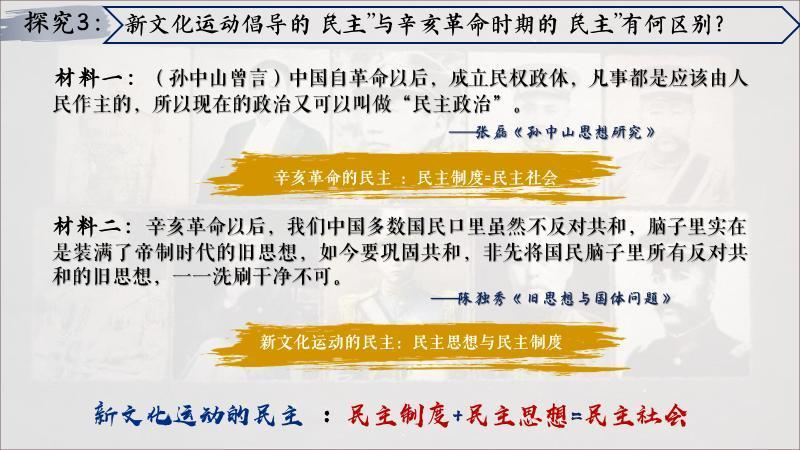 探究3：
新文化运动倡导的“民主”与辛亥革命时期的“民主”有何区别？
材料一：（孙中山曾言）中国自革命以后，成立民权政体，凡事都是应该由人
民作主的，所以现在的政治又可以叫做“民主政治”。
——张磊《孙中山思想研究》
辛亥革命的民主 ：民主制度=民主社会
材料二：辛亥革命以后，我们中国多数国民口里虽然不反对共和，脑子里实在
是装满了帝制时代的旧思想，如今要巩固共和，非先将国民脑子里所有反对共
和的旧思想，一一洗刷干净不可。
——陈独秀《旧思想与国体问题》
新文化运动的民主：民主思想与民主制度
新文化运动的民主 ：民主制度+民主思想=民主社会